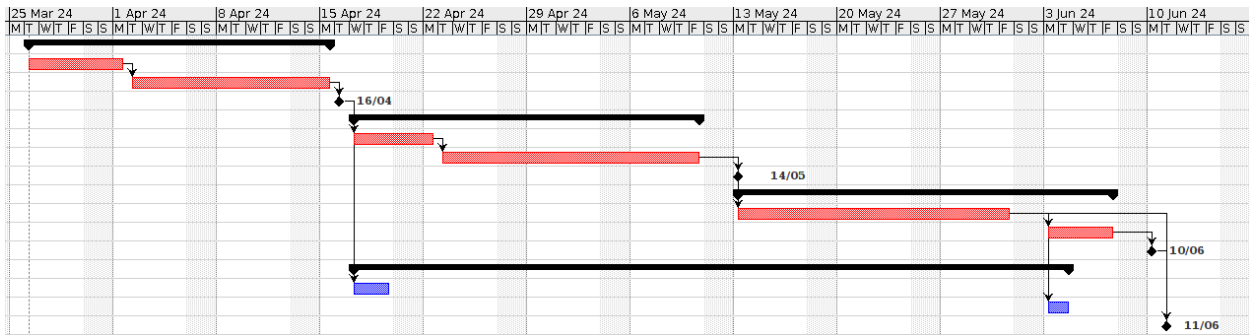 25 Mar 24 1 Apr 24 8 Apr 24 15 Apr 24 22 Apr 24 29 Apr 24 6 May 24 13 May 24 20 May 24 27 May 24 3 Jun 24 10 Jun 24
M T W T F S S M T W T F S S M T W T F S S M T W T F S S M T W T F S S M T W T F S S M T W T F S S M T W T F S S M T W T F S S M T W T F S S M T W T F S S M T W T F S S
16/04
14/05
10/06
11/06